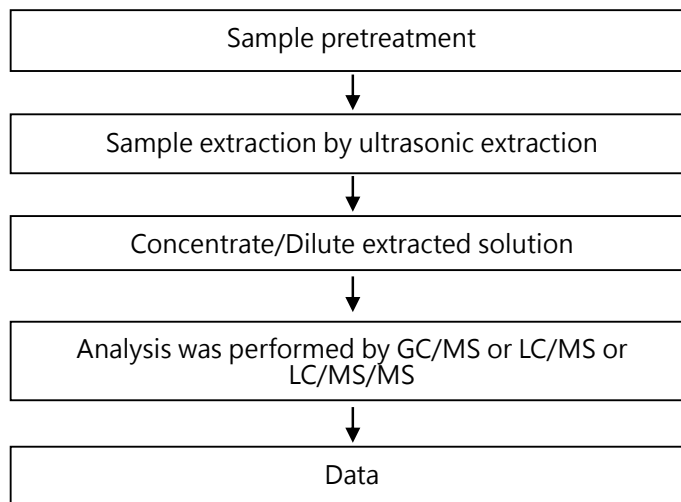 Sample pretreatment
Sample extraction by ultrasonic extraction
Concentrate/Dilute extracted solution
Analysis was performed by GC/MS or LC/MS or
LC/MS/MS
Data